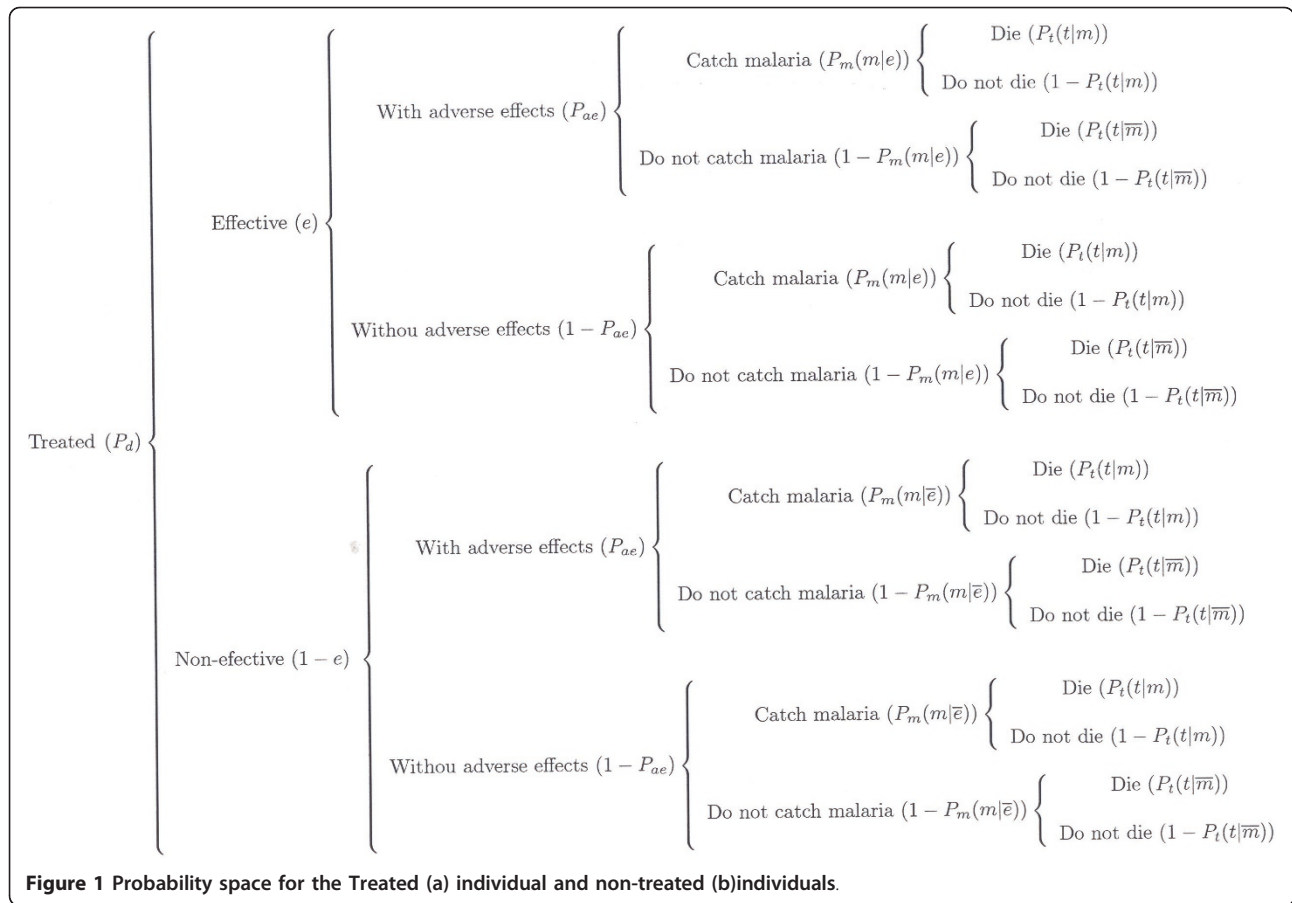 Die (P_t(t|m))
Catch malaria (P_m(m|e))
Do not die (1 − P_t(t|m))
With adverse effects (P_ae)
Die (P_t(t|m̅))
Do not catch malaria (1 − P_m(m|e))
Do not die (1 − P_t(t|m̅))
Effective (e)
Die (P_t(t|m))
Catch malaria (P_m(m|e))
Do not die (1 − P_t(t|m))
Withou adverse effects (1 − P_ae)
Die (P_t(t|m̅))
Do not catch malaria (1 − P_m(m|e))
Do not die (1 − P_t(t|m̅))
Treated (P_d)
Die (P_t(t|m))
Catch malaria (P_m(m|e̅))
Do not die (1 − P_t(t|m))
With adverse effects (P_ae)
Die (P_t(t|m̅))
Do not catch malaria (1 − P_m(m|e̅))
Do not die (1 − P_t(t|m̅))
Non-efective (1 − e)
Die (P_t(t|m))
Catch malaria (P_m(m|e̅))
Do not die (1 − P_t(t|m))
Withou adverse effects (1 − P_ae)
Die (P_t(t|m̅))
Do not catch malaria (1 − P_m(m|e̅))
Do not die (1 − P_t(t|m̅))
Figure 1 Probability space for the Treated (a) individual and non-treated (b)individuals.